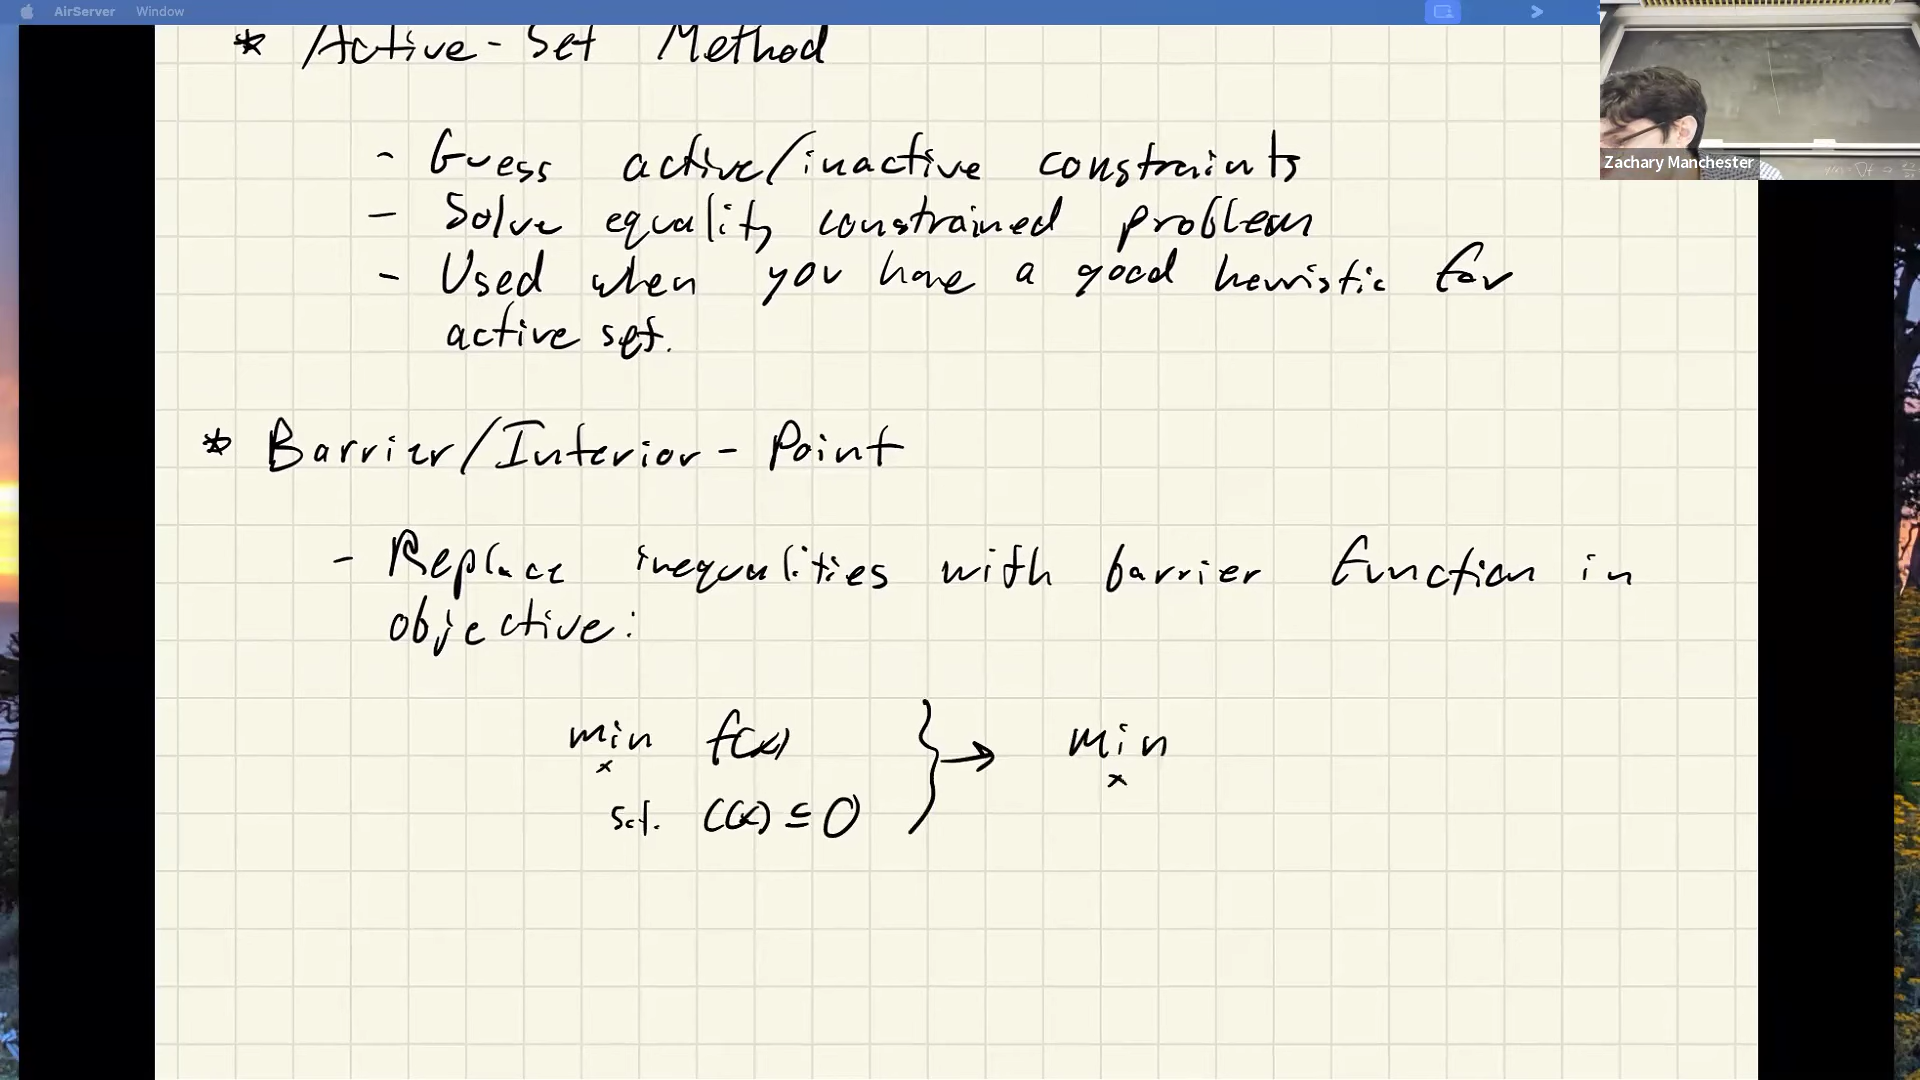 AirServer Window
* Active-Set Method
Zachary Manchester
- Guess active/inactive constraints
- Solve equality constrained problem
- Used when you have a good heuristic for
active set.
* Barrier/Interior-Point
- Replace inequalities with barrier function in
objective:
min f(x) } → min
x x
s.t. C(x) ≤ 0